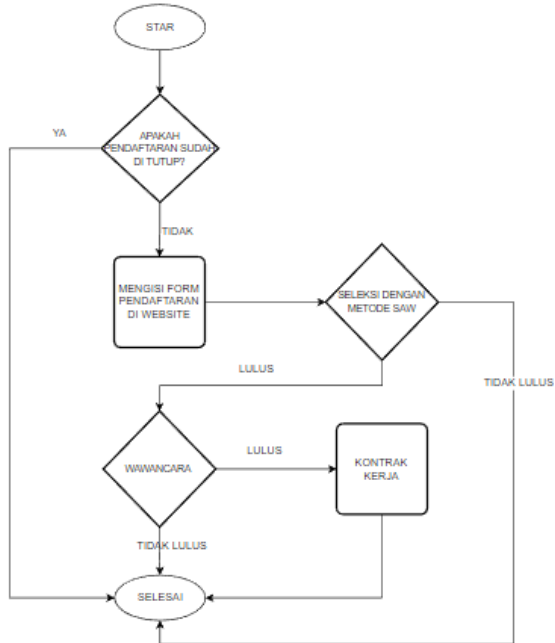 STAR
YA
APAKAH
PENDAFTARAN SUDAH
DI TUTUP?
TIDAK
MENGISI FORM
PENDAFTARAN
DI WEBSITE
SELEKSI DENGAN
METODE SAW
LULUS
TIDAK LULUS
WAWANCARA
LULUS
KONTRAK
KERJA
TIDAK LULUS
SELESAI